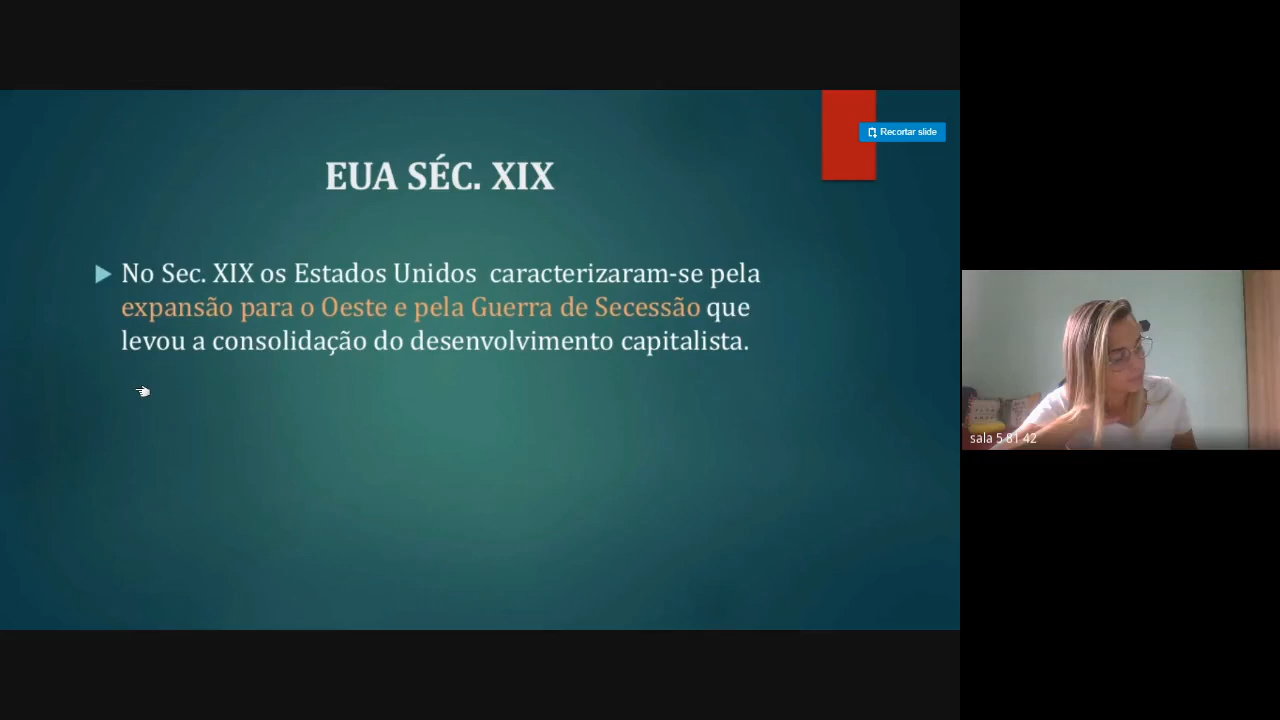 EUA SÉC. XIX
Recortar slide
No Sec. XIX os Estados Unidos caracterizaram-se pela
expansão para o Oeste e pela Guerra de Secessão que
levou a consolidação do desenvolvimento capitalista.
sala 5 81 42